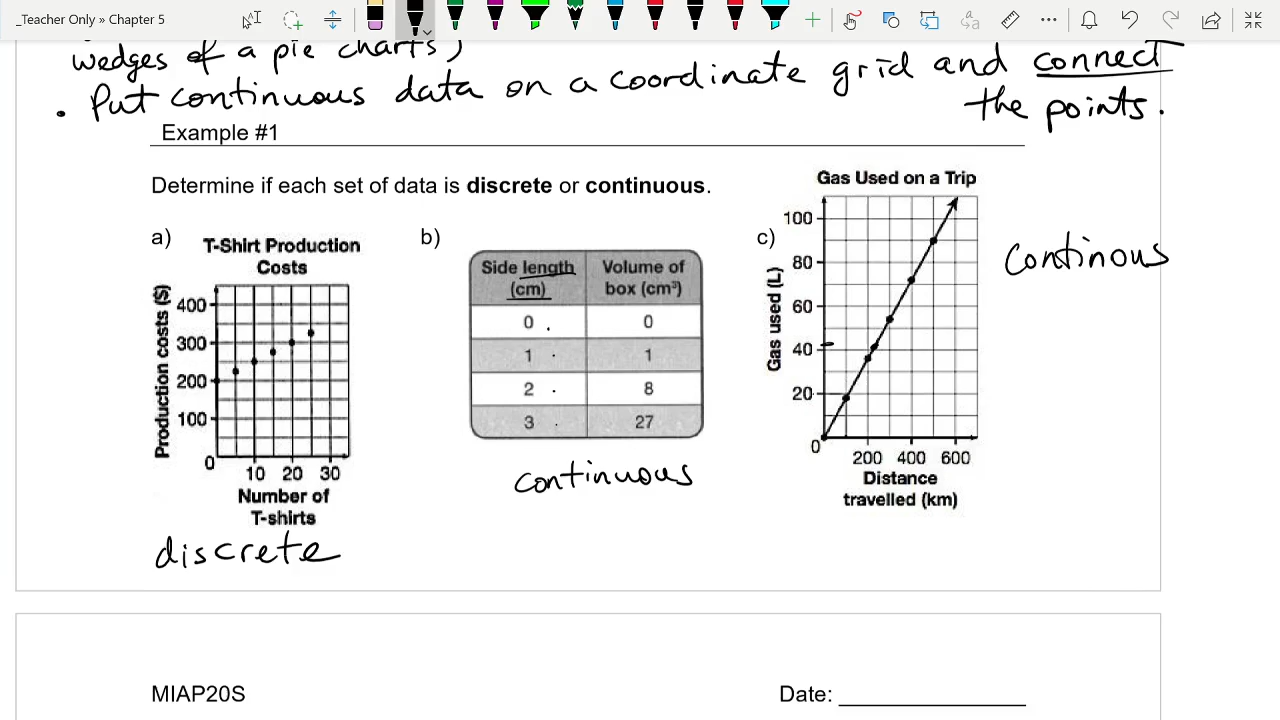 _Teacher Only » Chapter 5
wedges of a pie charts)
• Put continuous data on a coordinate grid and connect
the points.
Example #1
Determine if each set of data is discrete or continuous.
a)
T-Shirt Production
Costs
Production costs ($)
400
300
200
100
0
10 20 30
Number of
T-shirts
discrete
b)
Side length (cm) Volume of box (cm³)
0 0
1 1
2 8
3 27
continuous
c)
Gas Used on a Trip
Gas used (L)
100
80
60
40
20
0
200 400 600
Distance
travelled (km)
continous
MIAP20S
Date: